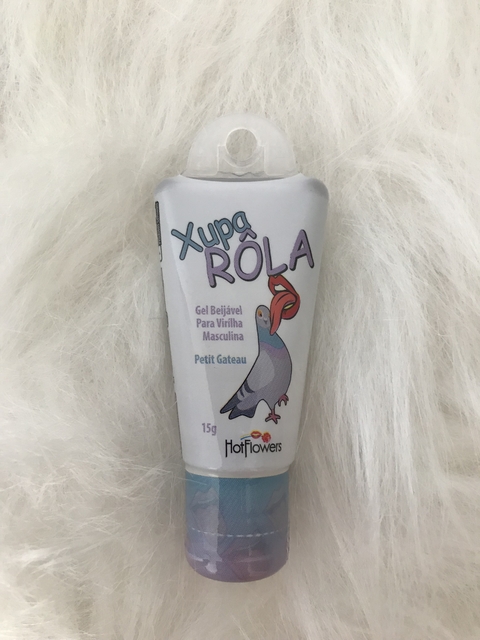 Xupa
RÔLA
Gel Beijável
Para Virilha
Masculina
Petit Gateau
15g
HotFlowers